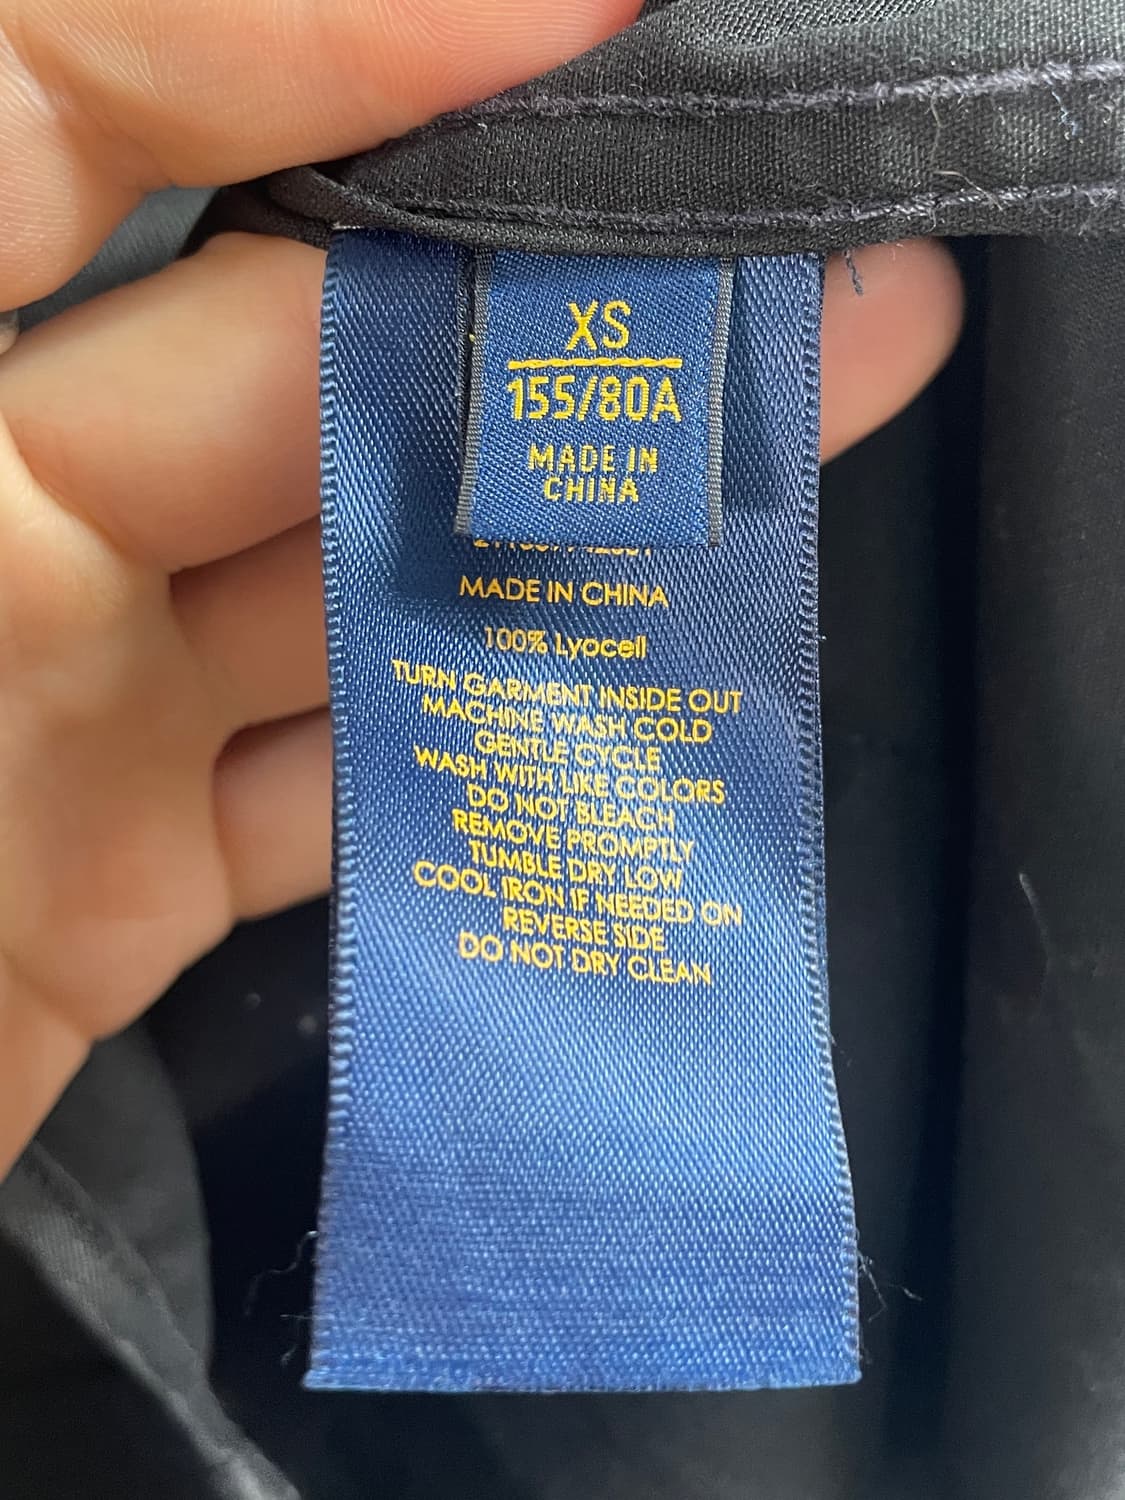 XS
155/80A
MADE IN
CHINA
MADE IN CHINA
100% Lyocell
TURN GARMENT INSIDE OUT
MACHINE WASH COLD
GENTLE CYCLE
WASH WITH LIKE COLORS
DO NOT BLEACH
REMOVE PROMPTLY
TUMBLE DRY LOW
COOL IRON IF NEEDED ON
REVERSE SIDE
DO NOT DRY CLEAN